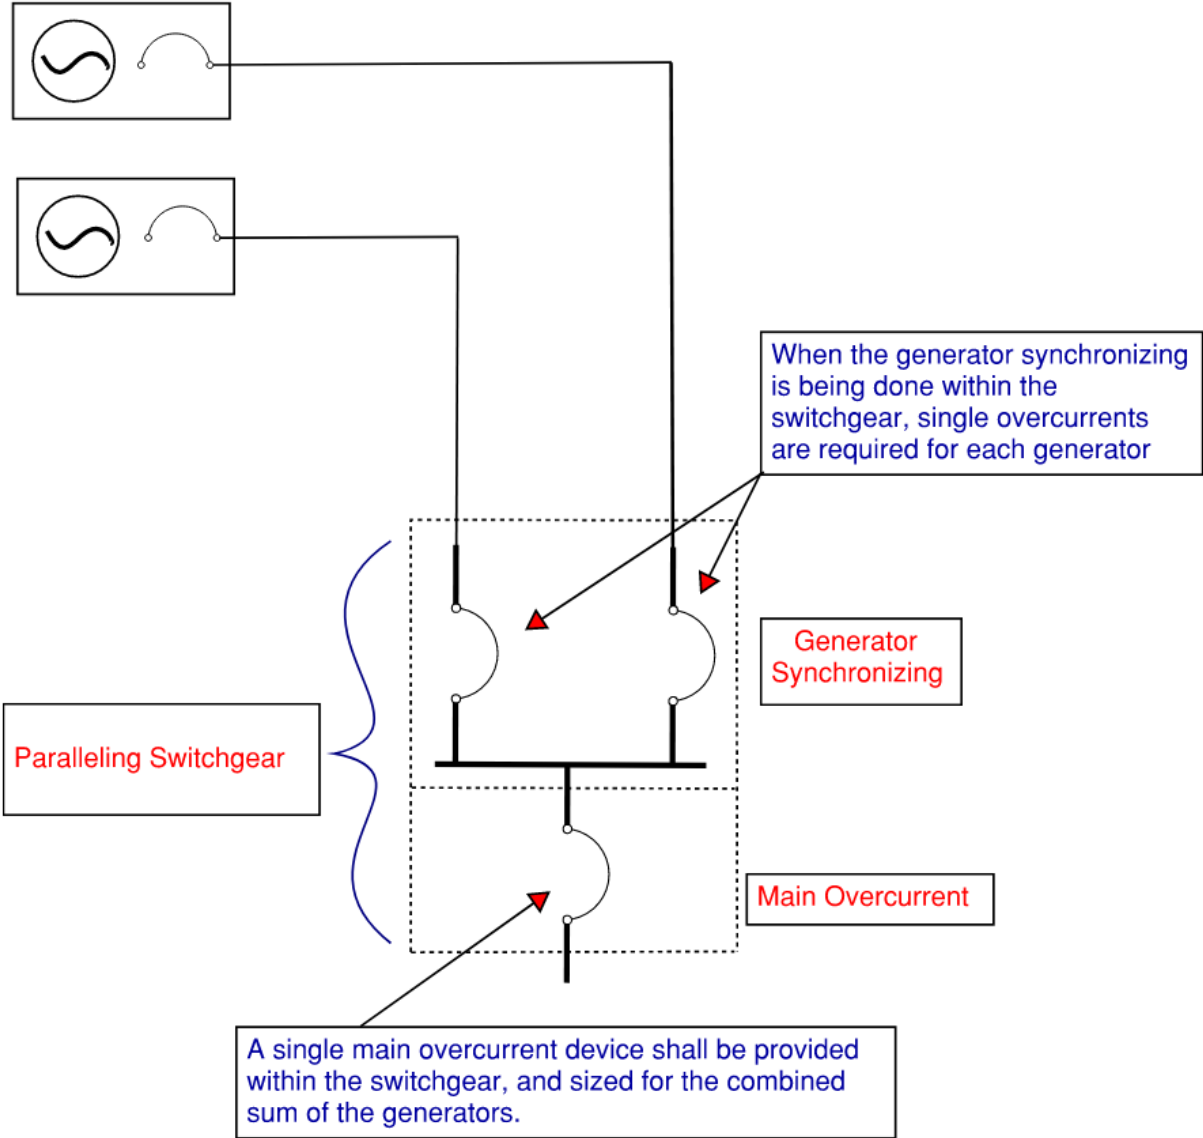 When the generator synchronizing
is being done within the
switchgear, single overcurrents
are required for each generator
Generator
Synchronizing
Paralleling Switchgear
Main Overcurrent
A single main overcurrent device shall be provided
within the switchgear, and sized for the combined
sum of the generators.